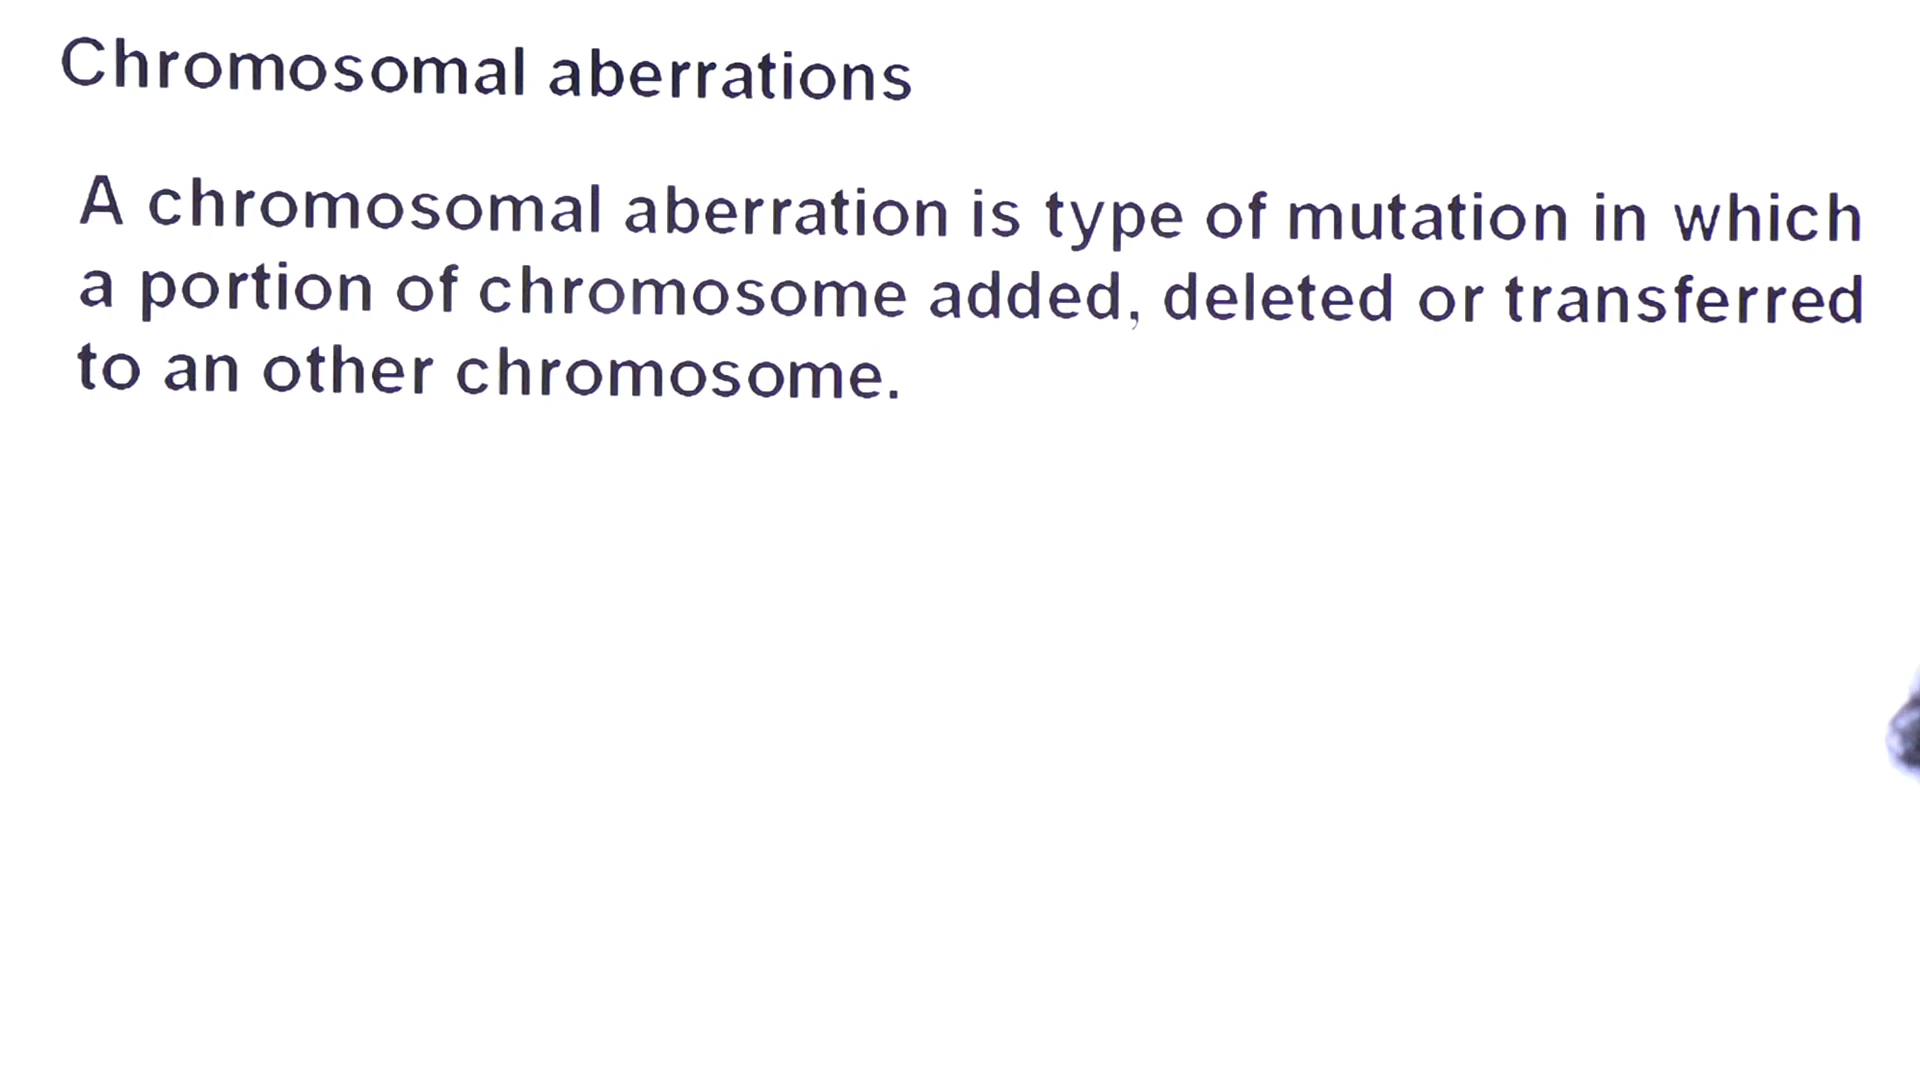 Chromosomal aberrations
A chromosomal aberration is type of mutation in which
a portion of chromosome added, deleted or transferred
to an other chromosome.